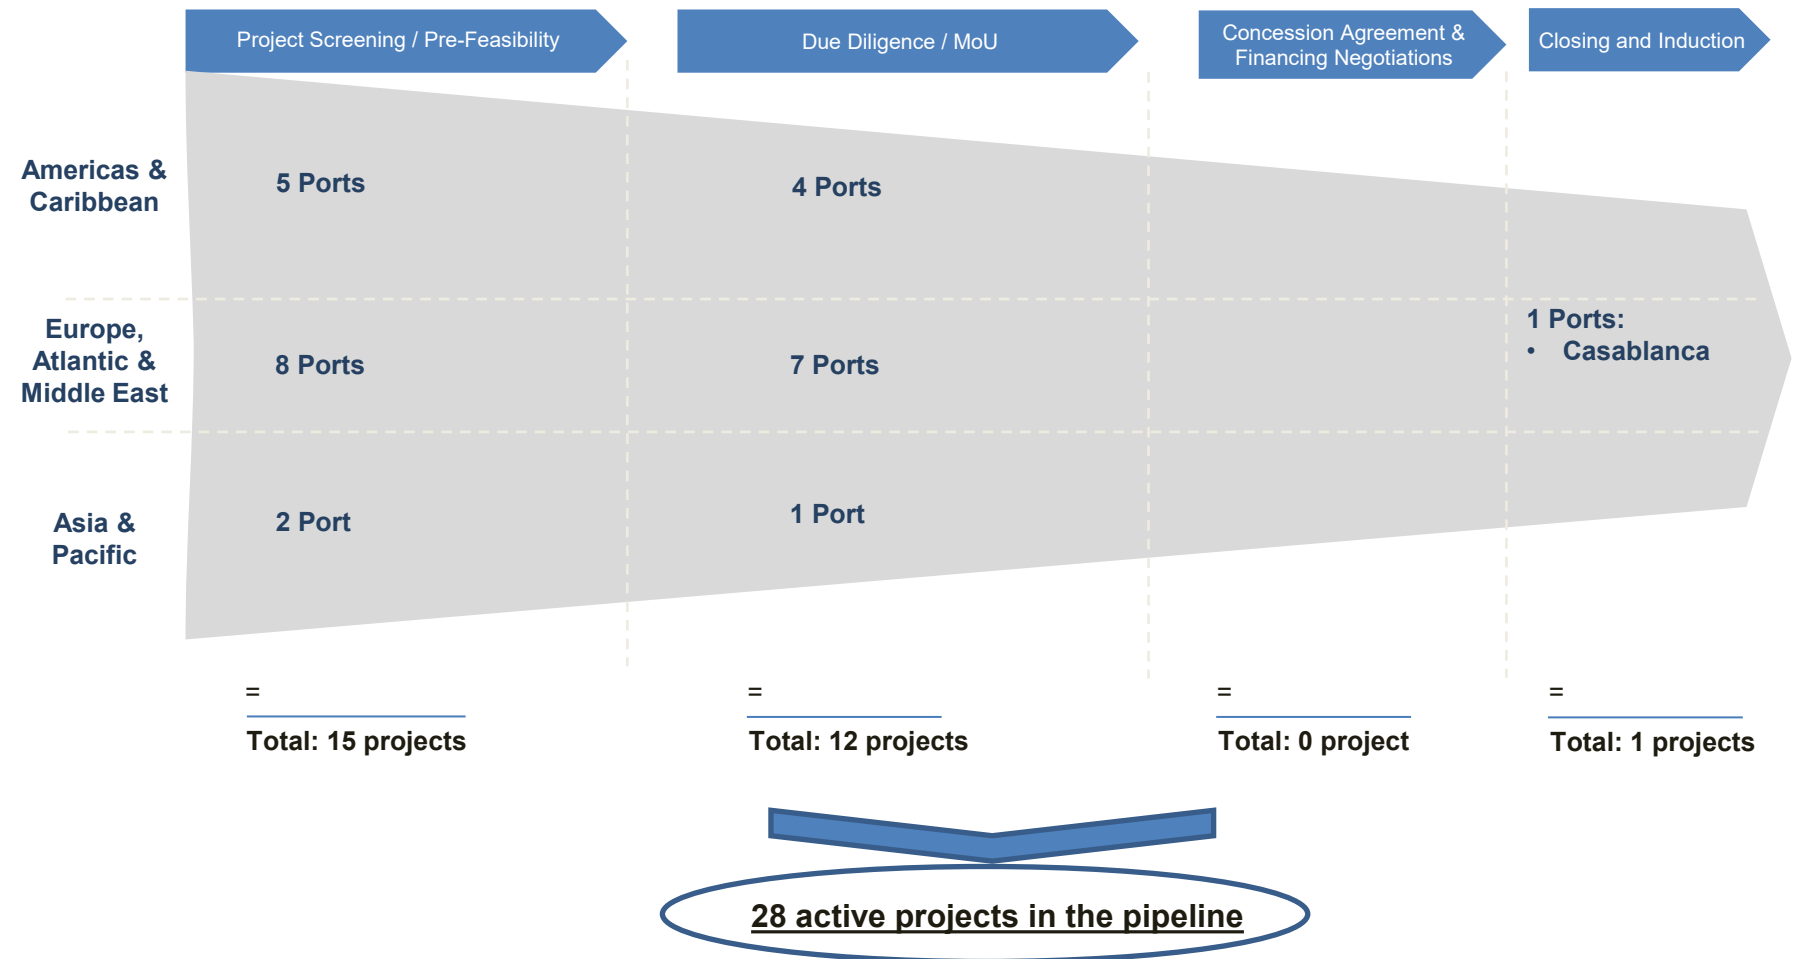 Project Screening / Pre-Feasibility
Due Diligence / MoU
Concession Agreement &
Financing Negotiations
Closing and Induction
Americas &
Caribbean
5 Ports
4 Ports
Europe,
Atlantic &
Middle East
8 Ports
7 Ports
1 Ports:
• Casablanca
Asia &
Pacific
2 Port
1 Port
=
=
=
=
Total: 15 projects
Total: 12 projects
Total: 0 project
Total: 1 projects
28 active projects in the pipeline